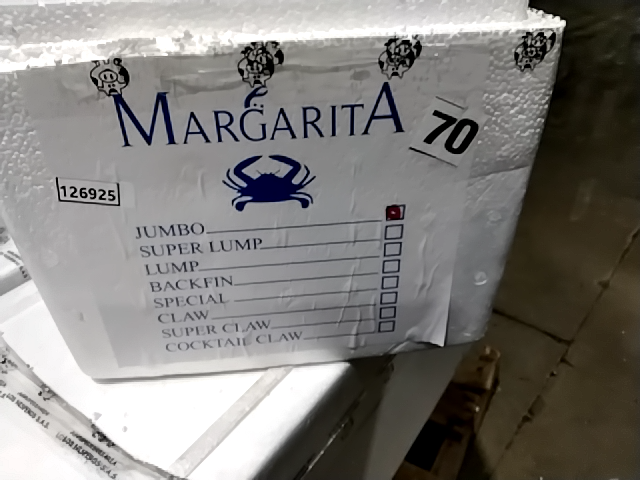 MARGARITA
70
126925
JUMBO
SUPER LUMP
LUMP
BACKFIN
SPECIAL
CLAW
SUPER CLAW
COCKTAIL CLAW